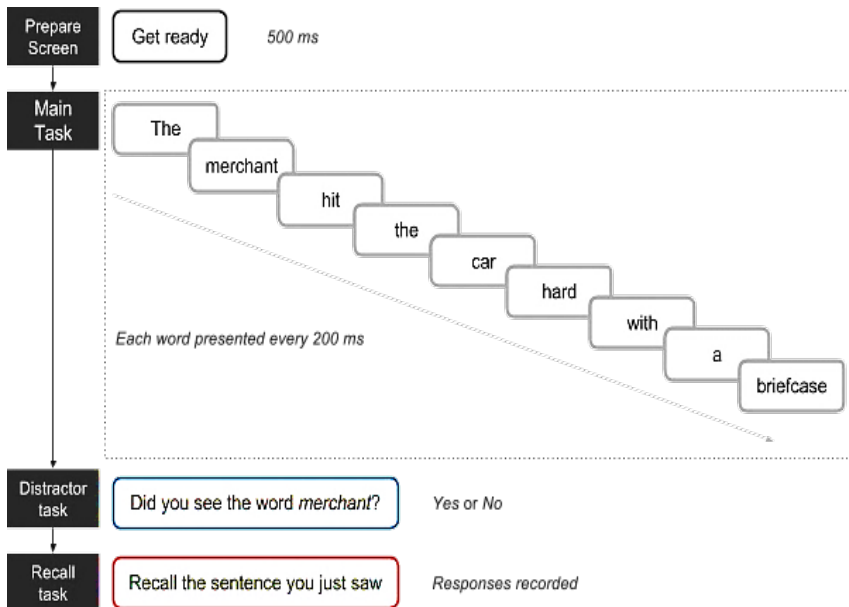 Prepare
Screen
Get ready
500 ms
Main
Task
The
merchant
hit
the
car
hard
with
a
briefcase
Each word presented every 200 ms
Distractor
task
Did you see the word merchant?
Yes or No
Recall
task
Recall the sentence you just saw
Responses recorded